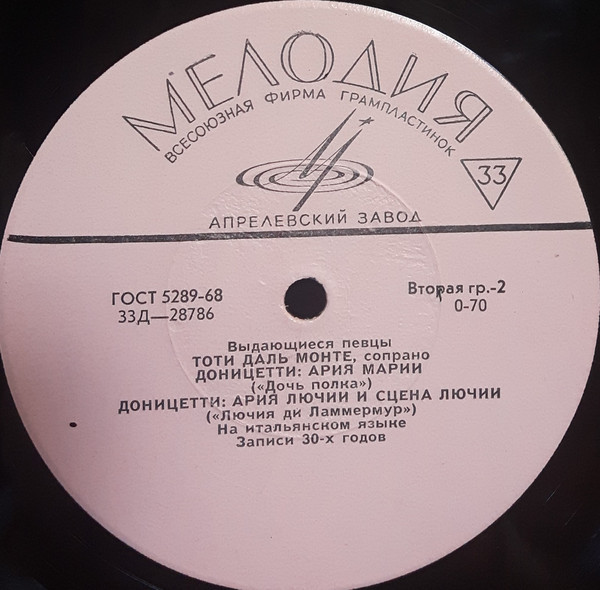 МЕЛОДИЯ
ВСЕСОЮЗНАЯ ФИРМА ГРАМПЛАСТИНОК
33
АПРЕЛЕВСКИЙ ЗАВОД
ГОСТ 5289-68
33Д—28786
Вторая гр.-2
0-70
Выдающиеся певцы
ТОТИ ДАЛЬ МОНТЕ, сопрано
ДОНИЦЕТТИ: АРИЯ МАРИИ
(«Дочь полка»)
ДОНИЦЕТТИ: АРИЯ ЛЮЧИИ И СЦЕНА ЛЮЧИИ
(«Лючия ди Ламмермур»)
На итальянском языке
Записи 30-х годов